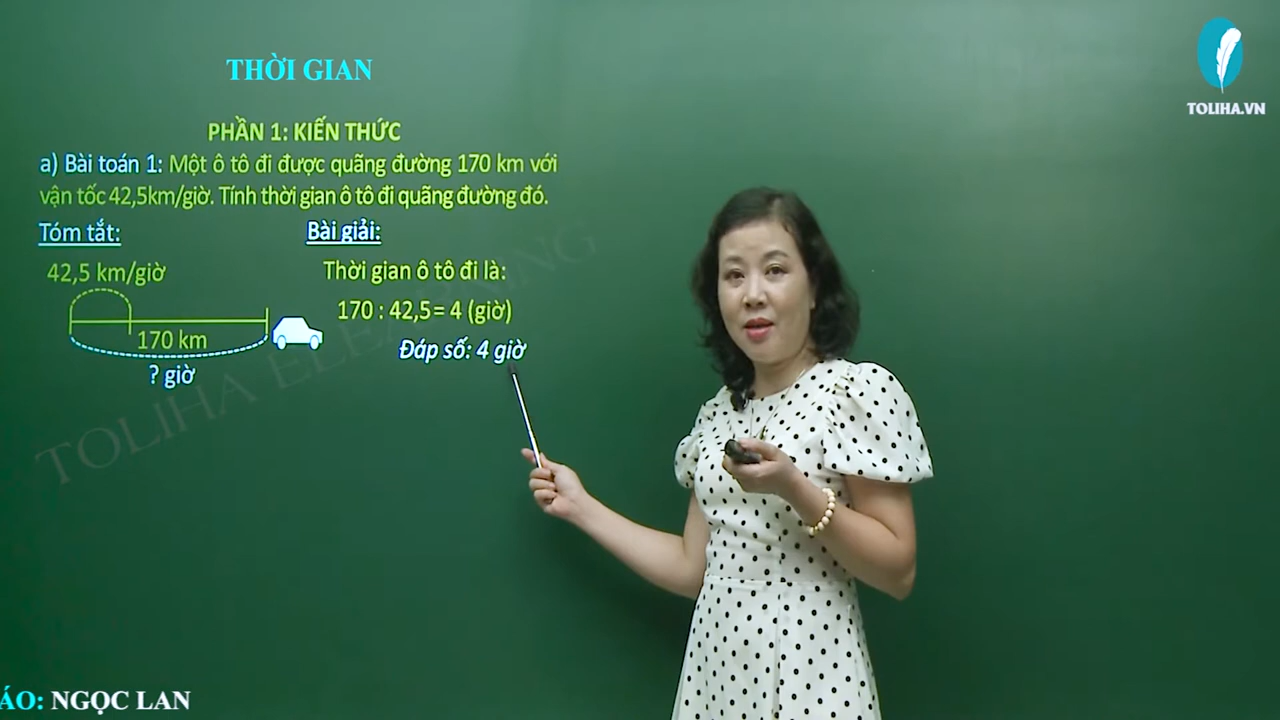 THỜI GIAN
TOLIHA.VN
PHẦN 1: KIẾN THỨC
a) Bài toán 1: Một ô tô đi được quãng đường 170 km với
vận tốc 42,5km/giờ. Tính thời gian ô tô đi quãng đường đó.
Tóm tắt:
42,5 km/giờ
170 km
? giờ
Bài giải:
Thời gian ô tô đi là:
170 : 42,5 = 4 (giờ)
Đáp số: 4 giờ
TOLIHA ELEARNING
ÁO: NGỌC LAN